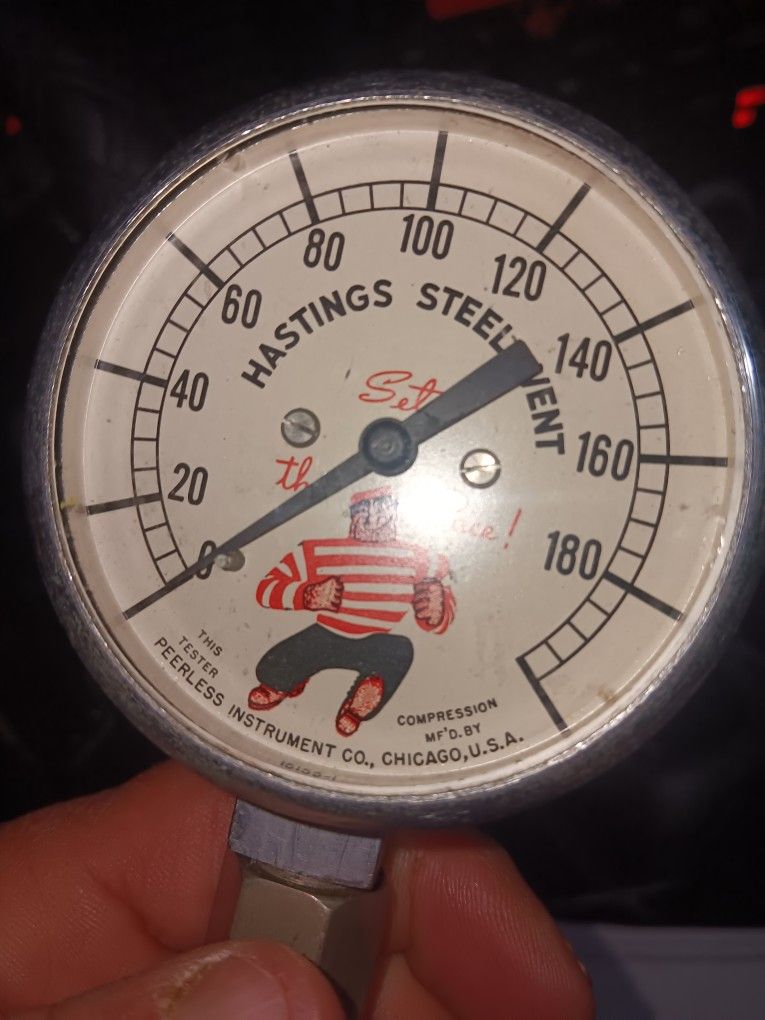 0
20
40
60
80
100
120
140
160
180
HASTINGS STEEL-VENT
Set
THIS
TESTER
COMPRESSION
MF'D. BY
PEERLESS INSTRUMENT CO., CHICAGO, U.S.A.